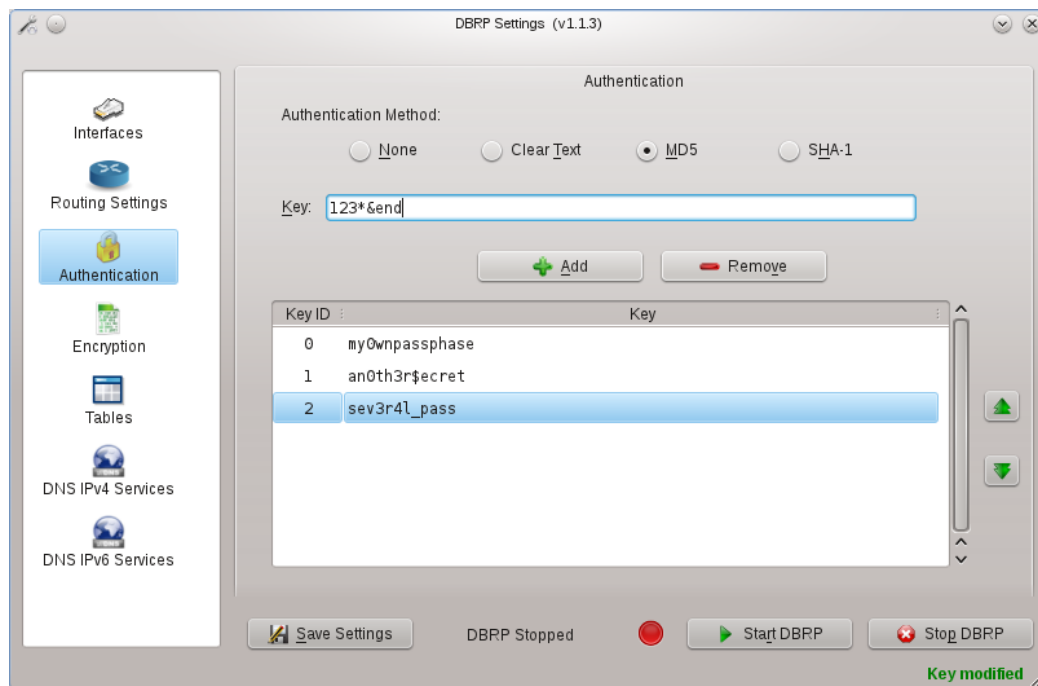 DBRP Settings (v1.1.3)
Interfaces
Routing Settings
Authentication
Encryption
Tables
DNS IPv4 Services
DNS IPv6 Services
Authentication
Authentication Method:
None
Clear Text
MD5
SHA-1
Key: 123*&end
Add
Remove
Key ID Key
0 my0wnpassphase
1 an0th3r$ecret
2 sev3r4l_pass
Save Settings
DBRP Stopped
Start DBRP
Stop DBRP
Key modified